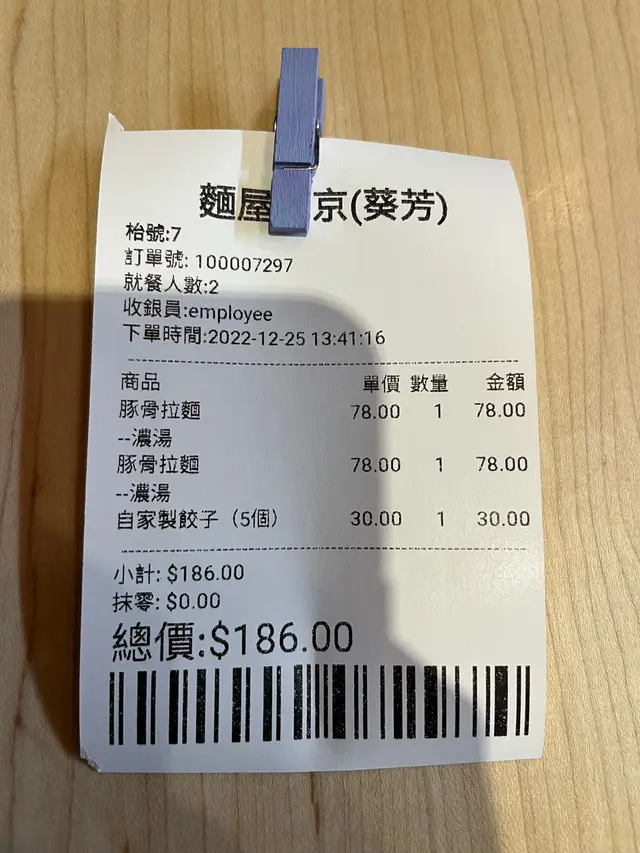 麵屋 京(葵芳)
枱號:7
訂單號: 100007297
就餐人數:2
收銀員:employee
下單時間:2022-12-25 13:41:16
商品 單價 數量 金額
豚骨拉麵 78.00 1 78.00
--濃湯
豚骨拉麵 78.00 1 78.00
--濃湯
自家製餃子（5個） 30.00 1 30.00
小計: $186.00
抹零: $0.00
總價:$186.00